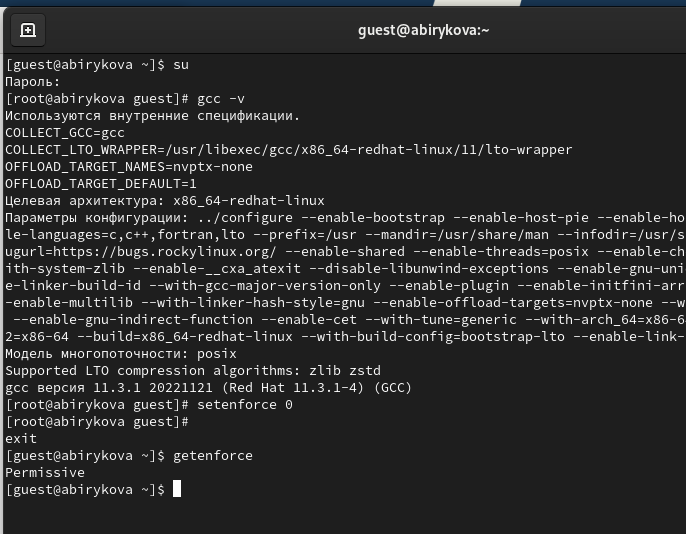 guest@abirykova:~
[guest@abirykova ~]$ su
Пароль:
[root@abirykova guest]# gcc -v
Используются внутренние спецификации.
COLLECT_GCC=gcc
COLLECT_LTO_WRAPPER=/usr/libexec/gcc/x86_64-redhat-linux/11/lto-wrapper
OFFLOAD_TARGET_NAMES=nvptx-none
OFFLOAD_TARGET_DEFAULT=1
Целевая архитектура: x86_64-redhat-linux
Параметры конфигурации: ../configure --enable-bootstrap --enable-host-pie --enable-ho
le-languages=c,c++,fortran,lto --prefix=/usr --mandir=/usr/share/man --infodir=/usr/s
ugurl=https://bugs.rockylinux.org/ --enable-shared --enable-threads=posix --enable-ch
ith-system-zlib --enable-__cxa_atexit --disable-libunwind-exceptions --enable-gnu-uni
e-linker-build-id --with-gcc-major-version-only --enable-plugin --enable-initfini-arr
-enable-multilib --with-linker-hash-style=gnu --enable-offload-targets=nvptx-none --w
--enable-gnu-indirect-function --enable-cet --with-tune=generic --with-arch_64=x86-6
2=x86-64 --build=x86_64-redhat-linux --with-build-config=bootstrap-lto --enable-link-
Модель многопоточности: posix
Supported LTO compression algorithms: zlib zstd
gcc версия 11.3.1 20221121 (Red Hat 11.3.1-4) (GCC)
[root@abirykova guest]# setenforce 0
[root@abirykova guest]#
exit
[guest@abirykova ~]$ getenforce
Permissive
[guest@abirykova ~]$